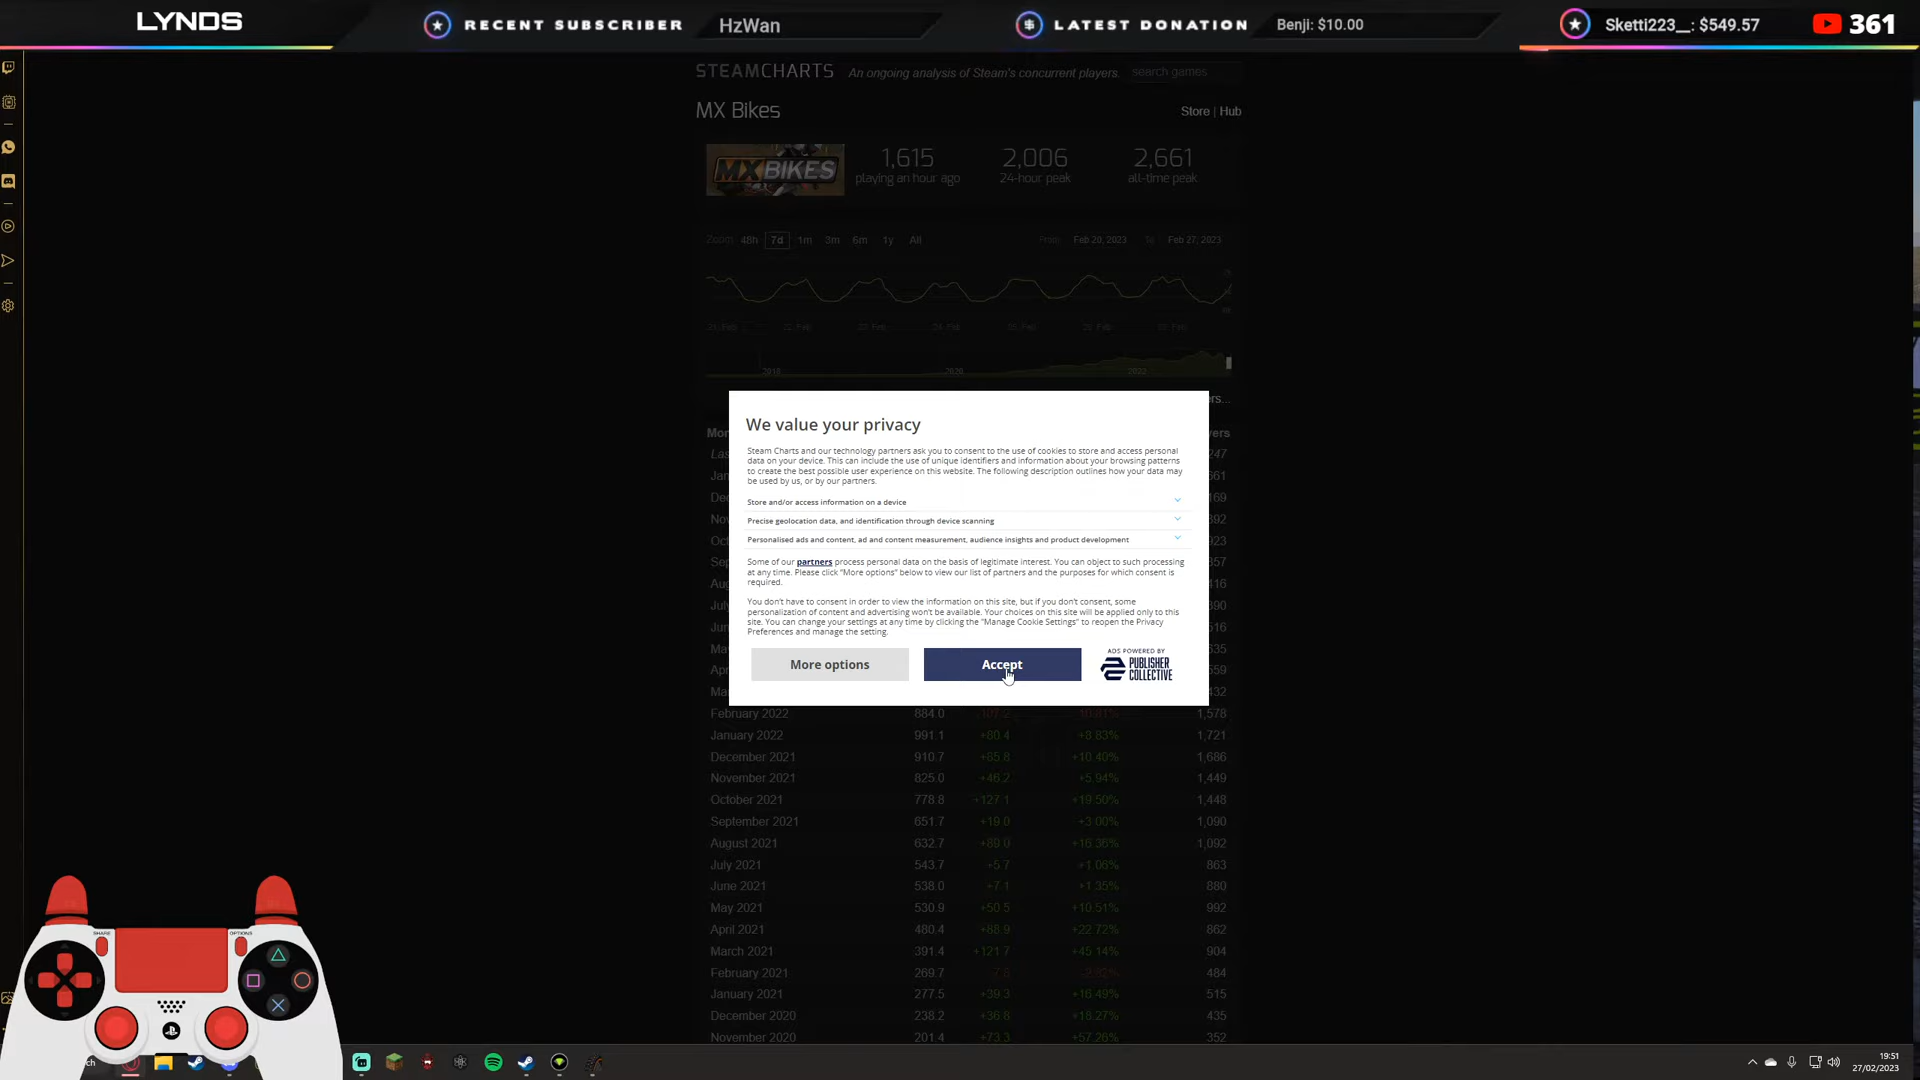 LYNDS
RECENT SUBSCRIBER HzWan
LATEST DONATION Benji: $10.00
Sketti223__: $549.57
361
STEAMCHARTS An ongoing analysis of Steam's concurrent players. search games
MX Bikes
Store | Hub
MXBIKES
1,615 2,006 2,661
playing an hour ago 24-hour peak all-time peak
Zoom 48h 7d 1m 3m 6m 1y All From Feb 20, 2023 To Feb 27, 2023
2018 2020 2022
We value your privacy
Steam Charts and our technology partners ask you to consent to the use of cookies to store and access personal
data on your device. This can include the use of unique identifiers and information about your browsing patterns
to create the best possible user experience on this website. The following description outlines how your data may
be used by us, or by our partners.
Store and/or access information on a device
Precise geolocation data, and identification through device scanning
Personalised ads and content, ad and content measurement, audience insights and product development
Some of our partners process personal data on the basis of legitimate interest. You can object to such processing
at any time. Please click "More options" below to view our list of partners and the purposes for which consent is
required.
You don't have to consent in order to view the information on this site, but if you don't consent, some
personalization of content and advertising won't be available. Your choices on this site will be applied only to this
site. You can change your settings at any time by clicking the "Manage Cookie Settings" to reopen the Privacy
Preferences and manage the setting.
More options Accept
ADS POWERED BY
PUBLISHER
COLLECTIVE
February 2022 884.0 -107.2 -10.81% 1,578
January 2022 991.1 +80.4 +8.83% 1,721
December 2021 910.7 +85.8 +10.40% 1,686
November 2021 825.0 +46.2 +5.94% 1,449
October 2021 778.8 +127.1 +19.50% 1,448
September 2021 651.7 +19.0 +3.00% 1,090
August 2021 632.7 +89.0 +16.36% 1,092
July 2021 543.7 +5.7 +1.06% 863
June 2021 538.0 +7.1 +1.35% 880
May 2021 530.9 +50.5 +10.51% 992
April 2021 480.4 +88.9 +22.72% 862
March 2021 391.4 +121.7 +45.14% 904
February 2021 269.7 -7.8 -2.82% 484
January 2021 277.5 +39.3 +16.49% 515
December 2020 238.2 +36.8 +18.27% 435
November 2020 201.4 +73.3 +57.26% 352
SHARE OPTIONS
19:51
27/02/2023